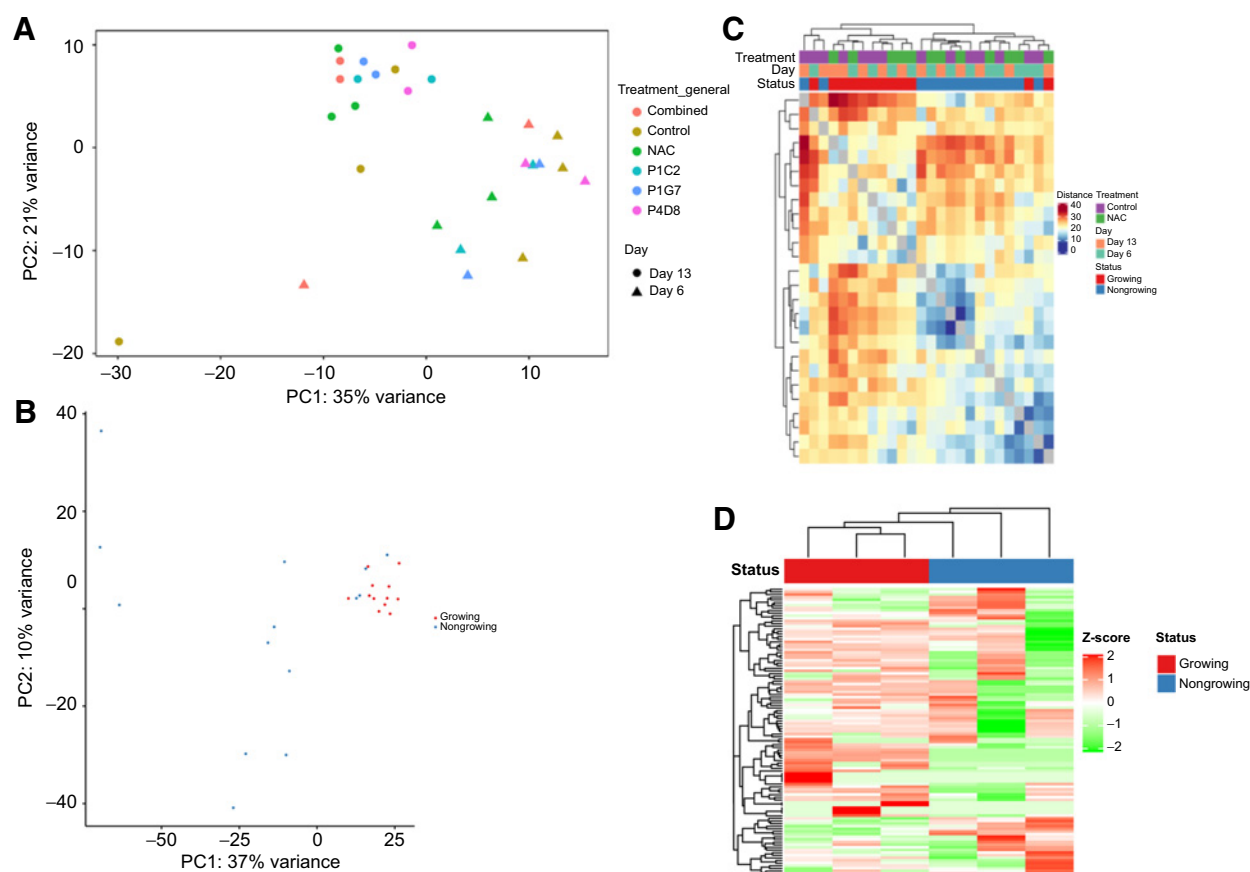 A
10
0
–10
–20
PC2: 21% variance
–30
–20
–10
0
10
PC1: 35% variance
Treatment_general
Combined
Control
NAC
P1C2
P1G7
P4D8
Day
Day 13
Day 6
B
40
20
0
–20
–40
PC2: 10% variance
–50
–25
0
25
PC1: 37% variance
Growing
Nongrowing
C
Treatment
Day
Status
Distance
40
30
20
10
0
Treatment
Control
NAC
Day
Day 13
Day 6
Status
Growing
Nongrowing
D
Status
Z-score
2
1
0
–1
–2
Status
Growing
Nongrowing